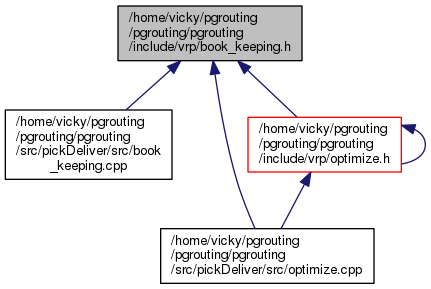 /home/vicky/pgrouting
/pgrouting/pgrouting
/include/vrp/book_keeping.h
/home/vicky/pgrouting
/pgrouting/pgrouting
/src/pickDeliver/src/book
_keeping.cpp
/home/vicky/pgrouting
/pgrouting/pgrouting
/include/vrp/optimize.h
/home/vicky/pgrouting
/pgrouting/pgrouting
/src/pickDeliver/src/optimize.cpp